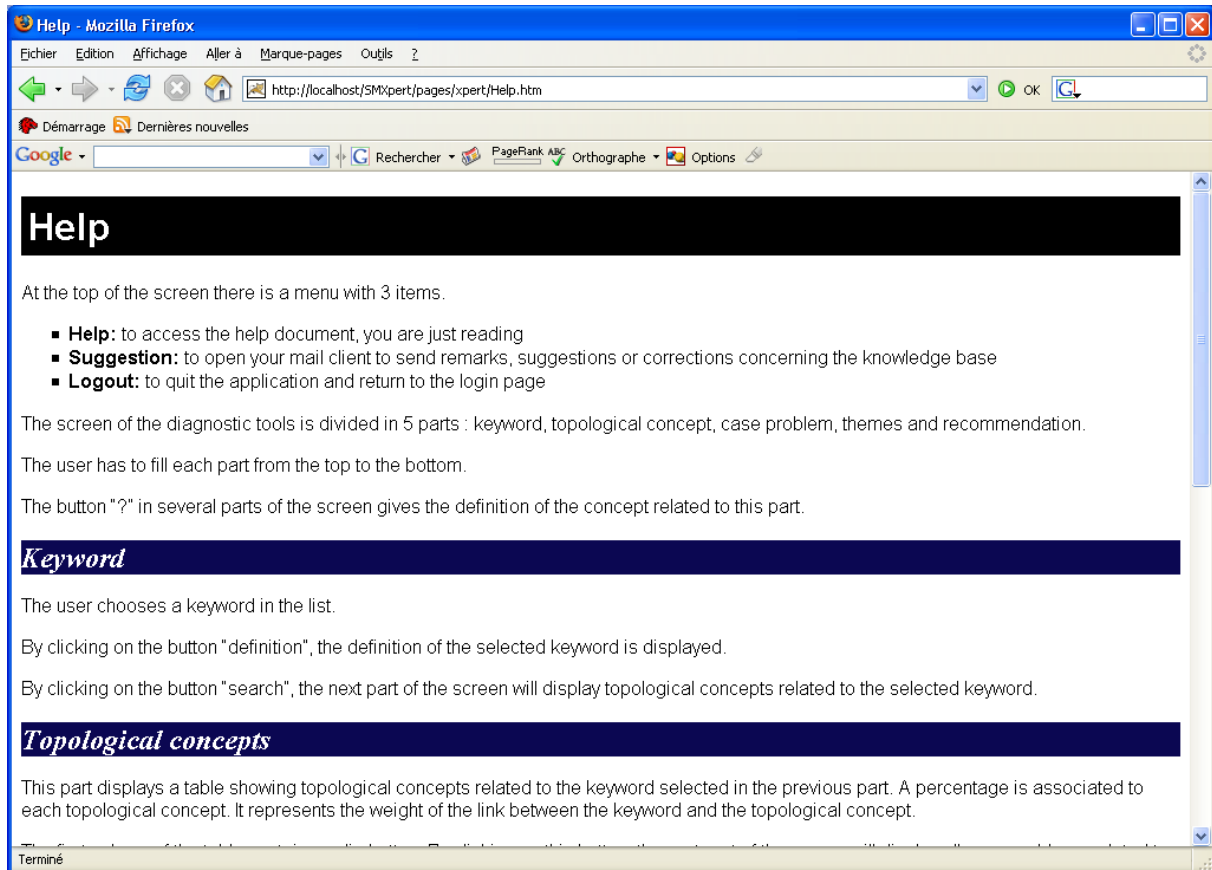 Help - Mozilla Firefox
Fichier Edition Affichage Aller à Marque-pages Outils ?
http://localhost/SMXpert/pages/xpert/Help.htm OK G
Démarrage Dernières nouvelles
Google G Rechercher PageRank ABC Orthographe Options
Help
At the top of the screen there is a menu with 3 items.
Help: to access the help document, you are just reading
Suggestion: to open your mail client to send remarks, suggestions or corrections concerning the knowledge base
Logout: to quit the application and return to the login page
The screen of the diagnostic tools is divided in 5 parts : keyword, topological concept, case problem, themes and recommendation.
The user has to fill each part from the top to the bottom.
The button "?" in several parts of the screen gives the definition of the concept related to this part.
Keyword
The user chooses a keyword in the list.
By clicking on the button "definition", the definition of the selected keyword is displayed.
By clicking on the button "search", the next part of the screen will display topological concepts related to the selected keyword.
Topological concepts
This part displays a table showing topological concepts related to the keyword selected in the previous part. A percentage is associated to
each topological concept. It represents the weight of the link between the keyword and the topological concept.
Terminé